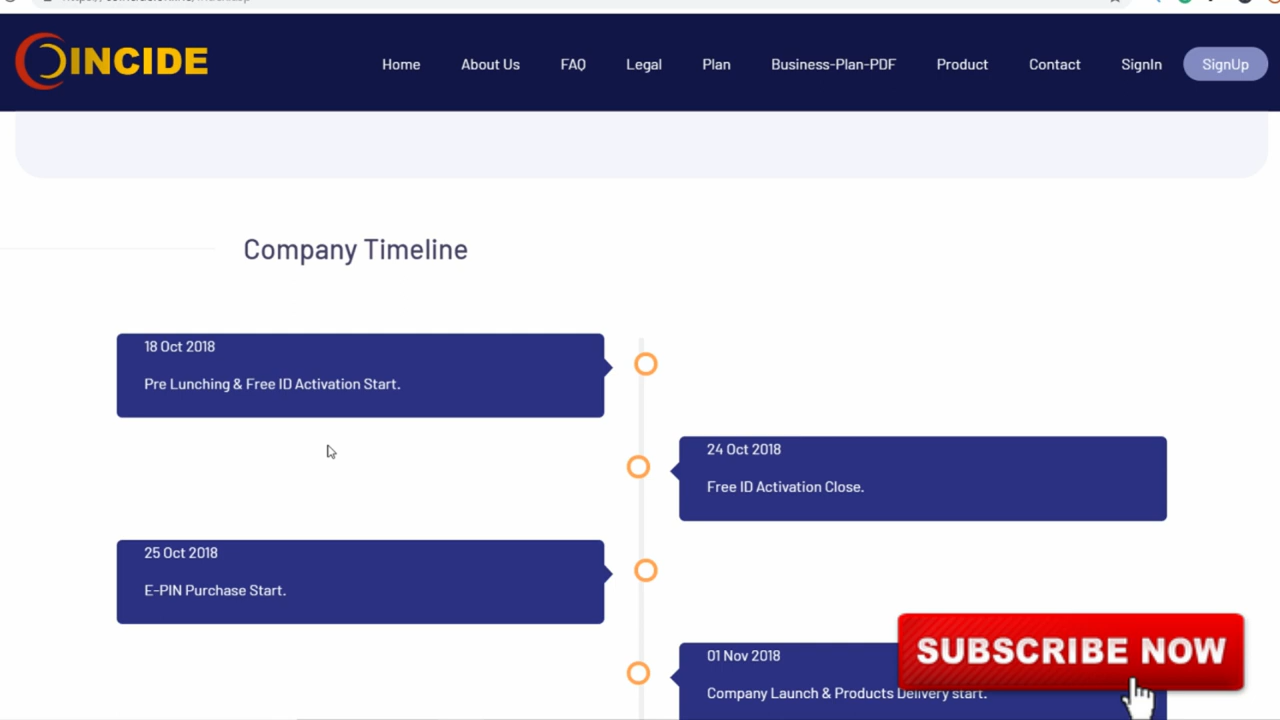 COINCIDE
Home About Us FAQ Legal Plan Business-Plan-PDF Product Contact SignIn SignUp
Company Timeline
18 Oct 2018
Pre Lunching & Free ID Activation Start.
24 Oct 2018
Free ID Activation Close.
25 Oct 2018
E-PIN Purchase Start.
01 Nov 2018
Company Launch & Products Delivery start.
SUBSCRIBE NOW